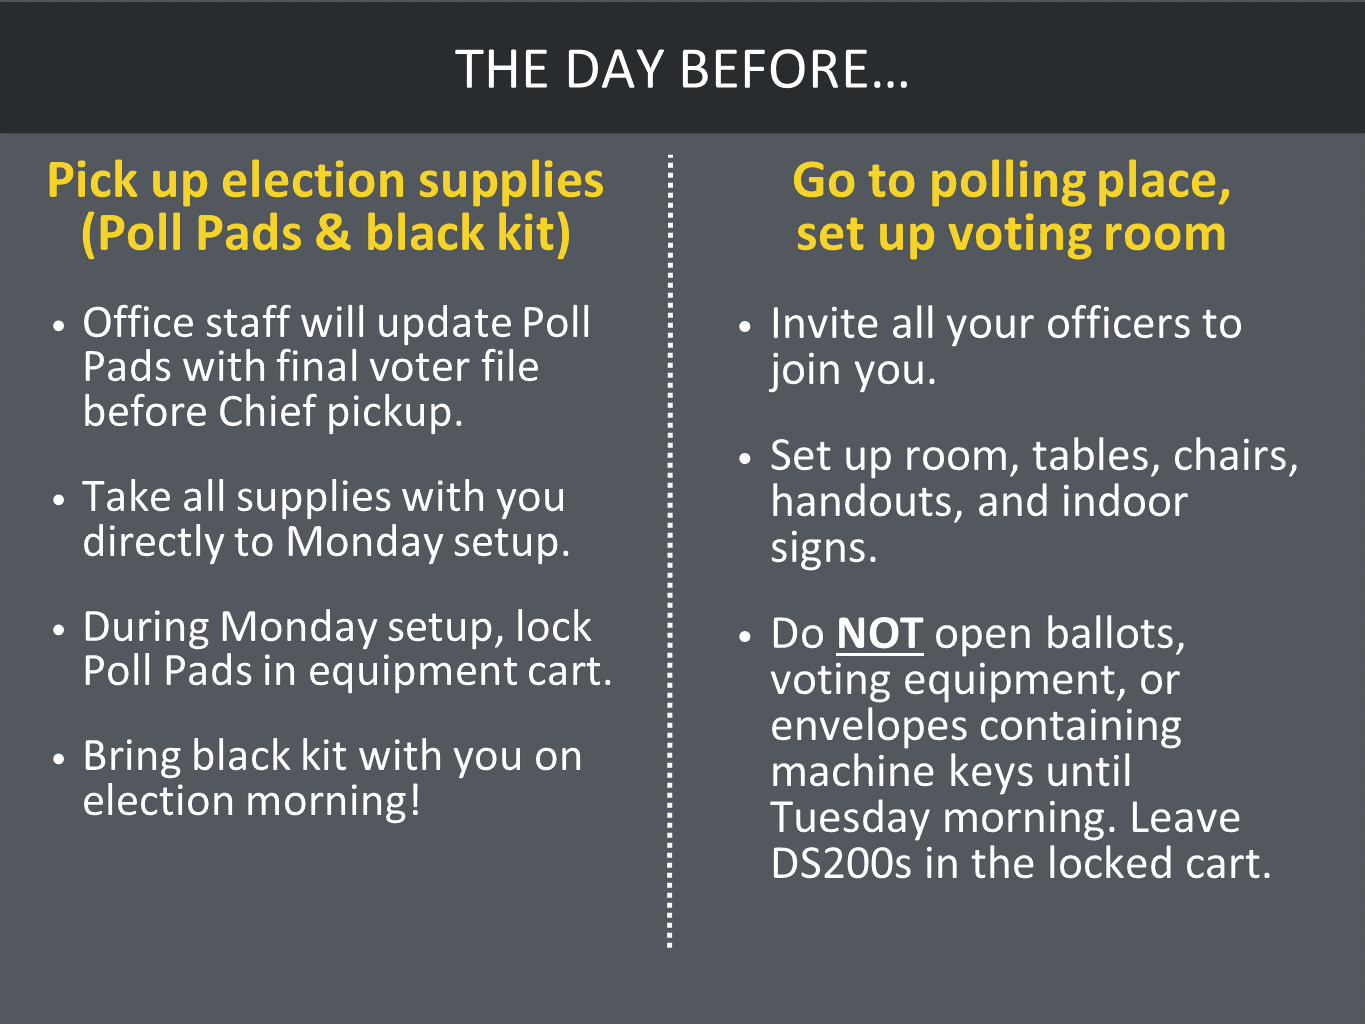 THE DAY BEFORE…
Pick up election supplies
(Poll Pads & black kit)
• Office staff will update Poll
Pads with final voter file
before Chief pickup.
• Take all supplies with you
directly to Monday setup.
• During Monday setup, lock
Poll Pads in equipment cart.
• Bring black kit with you on
election morning!
Go to polling place,
set up voting room
• Invite all your officers to
join you.
• Set up room, tables, chairs,
handouts, and indoor
signs.
• Do NOT open ballots,
voting equipment, or
envelopes containing
machine keys until
Tuesday morning. Leave
DS200s in the locked cart.